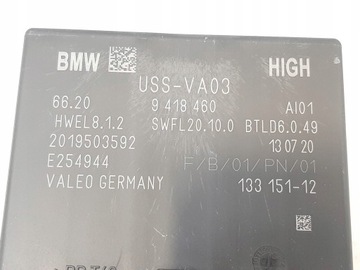 BMW HIGH
USS-VA03
66.20 9 418 460 AI01
HWEL8.1.2 SWFL20.10.0 BTLD6.0.49
2019503592 13 07 20
E254944 F/B/01/PN/01
VALEO GERMANY 133 151-12